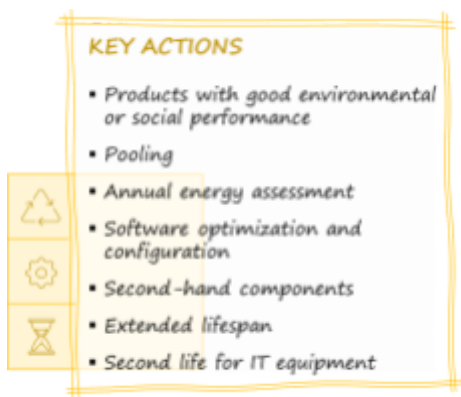 KEY ACTIONS
▪ Products with good environmental
or social performance
▪ Pooling
▪ Annual energy assessment
▪ Software optimization and
configuration
▪ Second-hand components
▪ Extended lifespan
▪ Second life for IT equipment